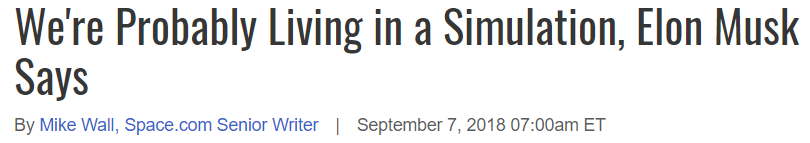 We're Probably Living in a Simulation, Elon Musk
Says
By Mike Wall, Space.com Senior Writer | September 7, 2018 07:00am ET